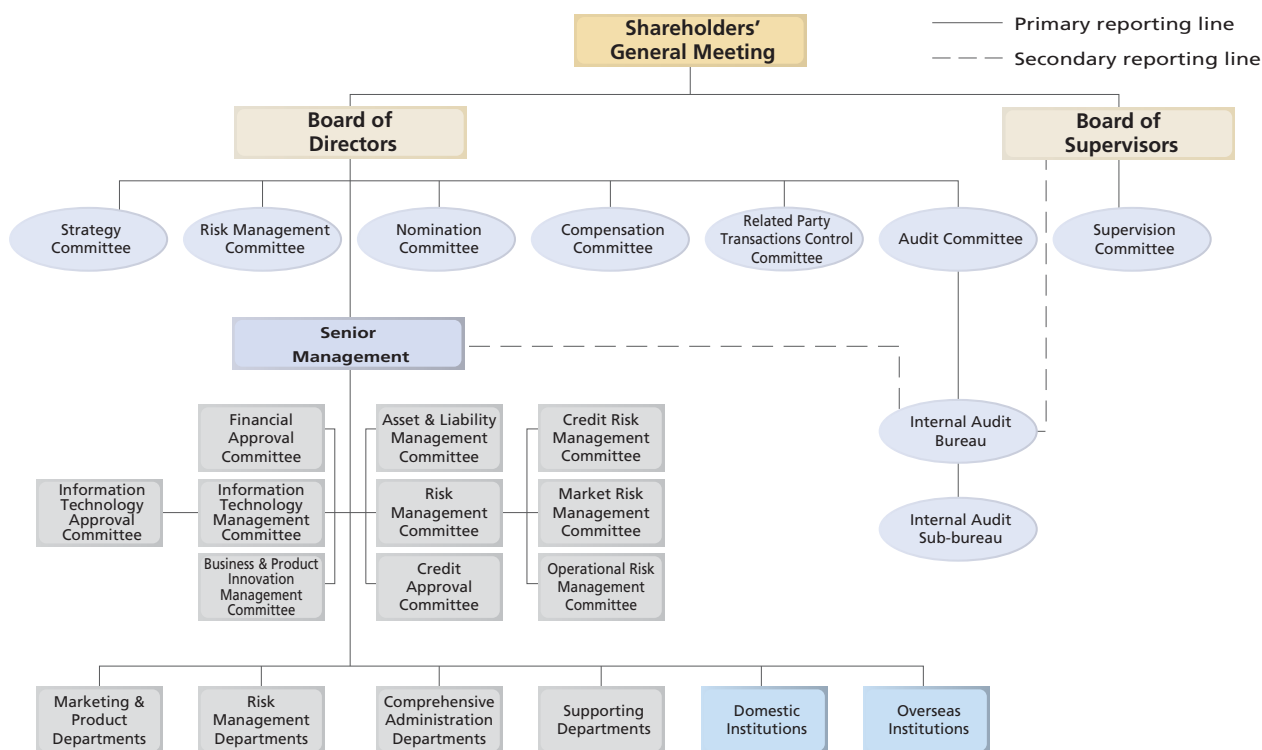 Shareholders'
General Meeting
Primary reporting line
Secondary reporting line
Board of
Directors
Board of
Supervisors
Strategy
Committee
Risk Management
Committee
Nomination
Committee
Compensation
Committee
Related Party
Transactions Control
Committee
Audit Committee
Supervision
Committee
Senior
Management
Financial
Approval
Committee
Asset & Liability
Management
Committee
Credit Risk
Management
Committee
Internal Audit
Bureau
Information
Technology
Approval
Committee
Information
Technology
Management
Committee
Risk
Management
Committee
Market Risk
Management
Committee
Internal Audit
Sub-bureau
Business & Product
Innovation
Management
Committee
Credit
Approval
Committee
Operational Risk
Management
Committee
Marketing &
Product
Departments
Risk
Management
Departments
Comprehensive
Administration
Departments
Supporting
Departments
Domestic
Institutions
Overseas
Institutions